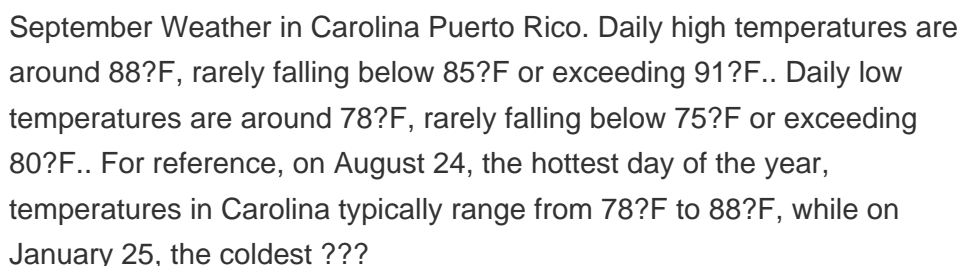 September Weather in Carolina Puerto Rico. Daily high temperatures are
around 88?F, rarely falling below 85?F or exceeding 91?F.. Daily low
temperatures are around 78?F, rarely falling below 75?F or exceeding
80?F.. For reference, on August 24, the hottest day of the year,
temperatures in Carolina typically range from 78?F to 88?F, while on
January 25, the coldest ???